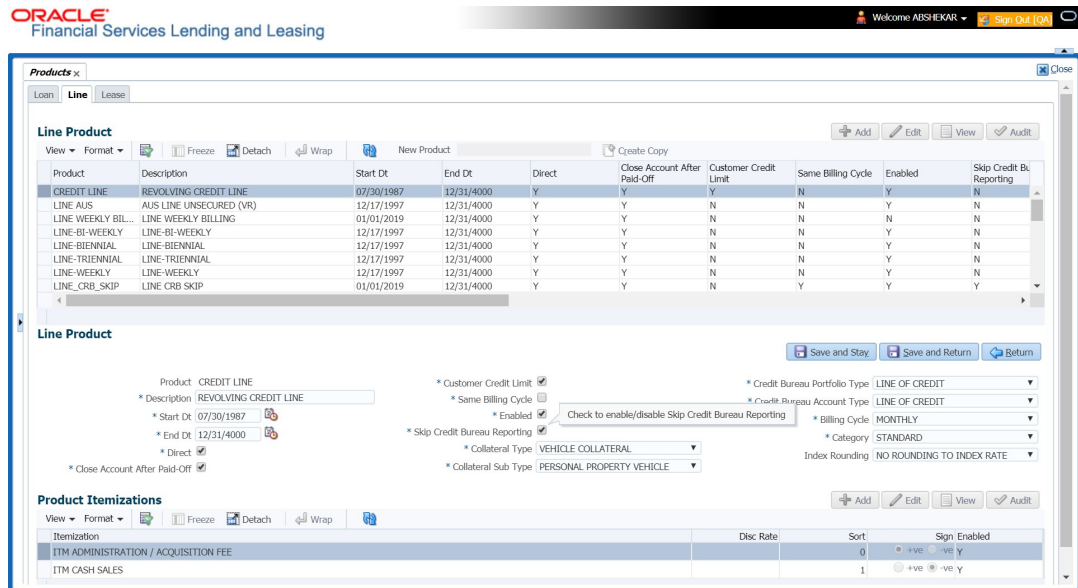 ORACLE
Financial Services Lending and Leasing
Welcome ABSHEKAR
Sign Out [QA]
Products
Close
Loan Line Lease
Line Product
Add Edit View Audit
View Format Freeze Detach Wrap New Product Create Copy
Product Description Start Dt End Dt Direct Close Account After Paid-Off Customer Credit Limit Same Billing Cycle Enabled Skip Credit Bu Reporting
CREDIT LINE REVOLVING CREDIT LINE 07/30/1987 12/31/4000 Y Y Y N Y N
LINE AUS AUS LINE UNSECURED (VR) 12/17/1997 12/31/4000 Y Y N N Y N
LINE WEEKLY BIL... LINE WEEKLY BILLING 01/01/2019 12/31/4000 Y Y N N N N
LINE-BI-WEEKLY LINE-BI-WEEKLY 12/17/1997 12/31/4000 Y Y N N Y N
LINE-BIENNIAL LINE-BIENNIAL 12/17/1997 12/31/4000 Y Y N N Y N
LINE-TRIENNIAL LINE-TRIENNIAL 12/17/1997 12/31/4000 Y Y N N Y N
LINE-WEEKLY LINE-WEEKLY 12/17/1997 12/31/4000 Y Y N N Y N
LINE_CRB_SKIP LINE CRB SKIP 01/01/2019 12/31/4000 Y Y N Y Y Y
Line Product
Save and Stay Save and Return Return
Product CREDIT LINE
* Description REVOLVING CREDIT LINE
* Start Dt 07/30/1987
* End Dt 12/31/4000
* Direct
* Close Account After Paid-Off
* Customer Credit Limit
* Same Billing Cycle
* Enabled
* Skip Credit Bureau Reporting
* Collateral Type VEHICLE COLLATERAL
* Collateral Sub Type PERSONAL PROPERTY VEHICLE
Check to enable/disable Skip Credit Bureau Reporting
* Credit Bureau Portfolio Type LINE OF CREDIT
* Credit Bureau Account Type LINE OF CREDIT
* Billing Cycle MONTHLY
* Category STANDARD
Index Rounding NO ROUNDING TO INDEX RATE
Product Itemizations
Add Edit View Audit
View Format Freeze Detach Wrap
Itemization Disc Rate Sort Sign Enabled
ITM ADMINISTRATION / ACQUISITION FEE 0 +ve -ve Y
ITM CASH SALES 1 +ve -ve Y